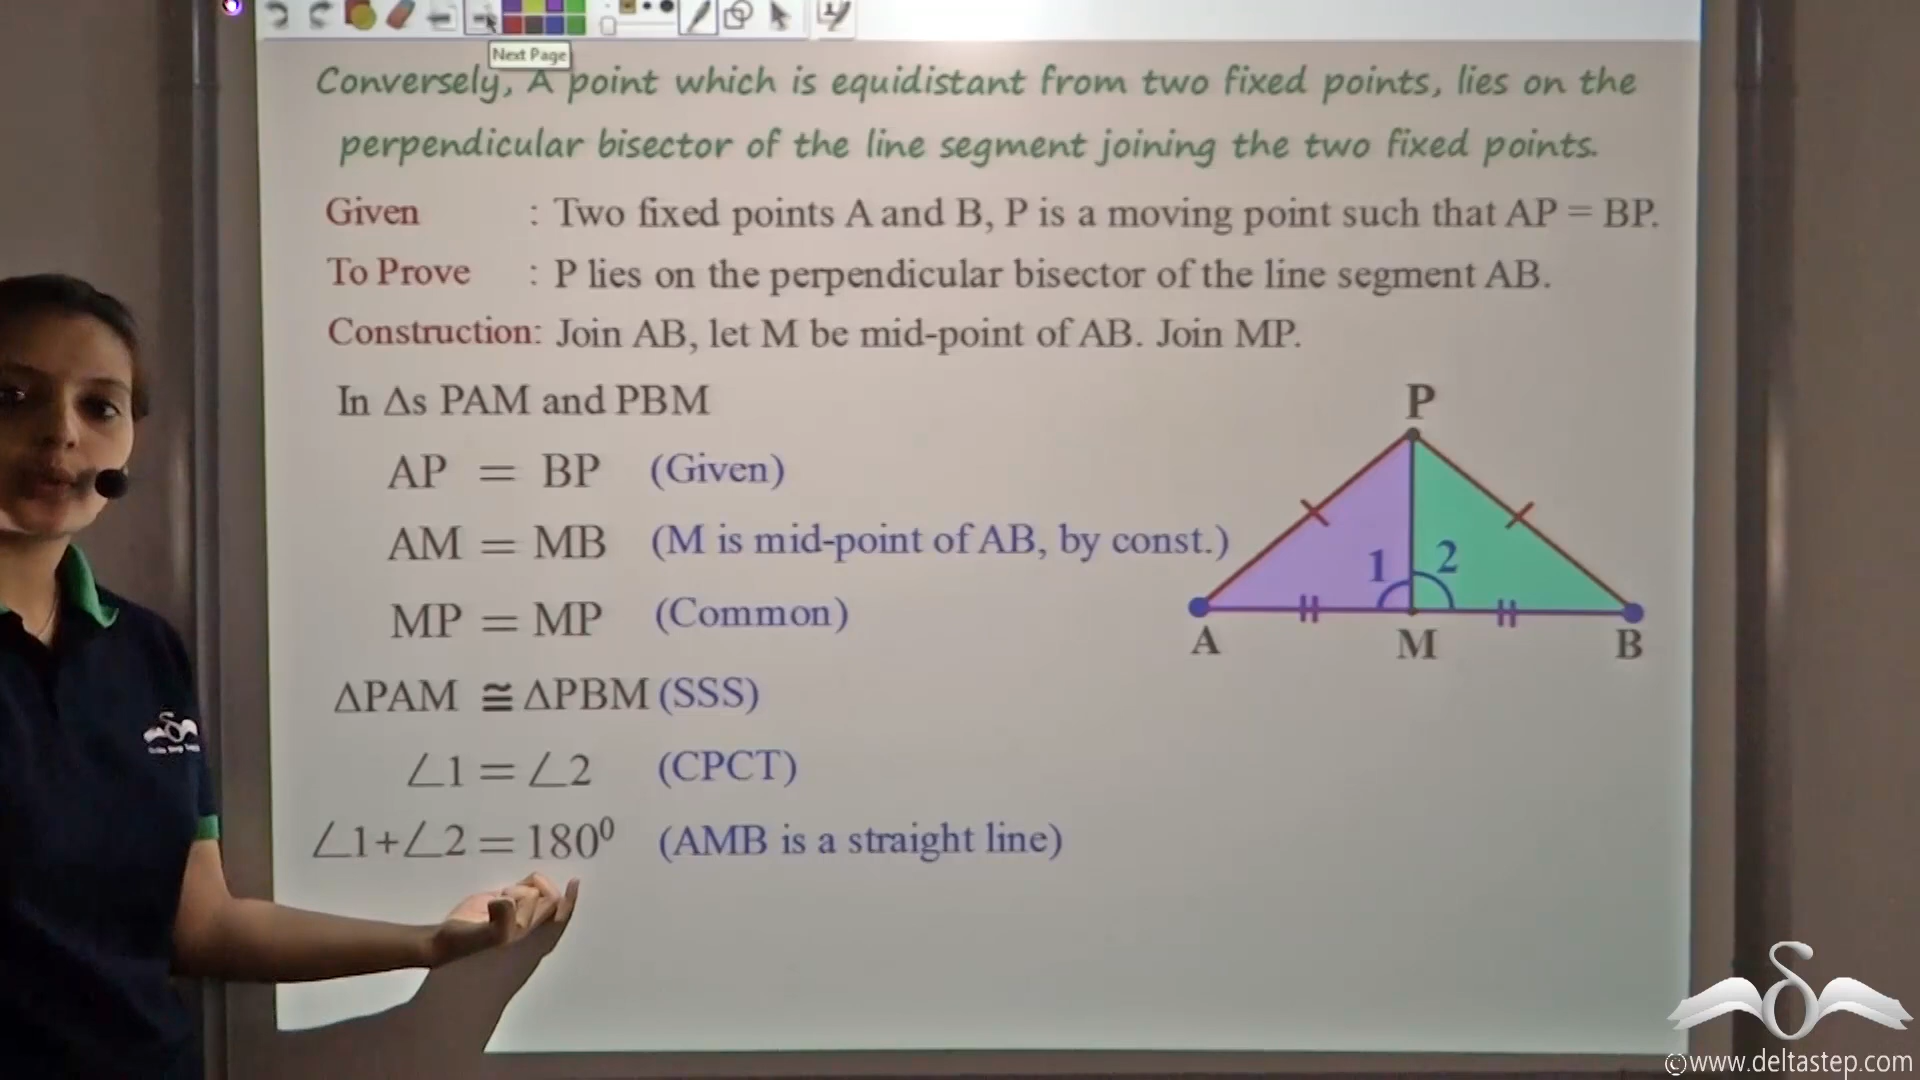 Next Page
Conversely, A point which is equidistant from two fixed points, lies on the
perpendicular bisector of the line segment joining the two fixed points.
Given : Two fixed points A and B, P is a moving point such that AP = BP.
To Prove : P lies on the perpendicular bisector of the line segment AB.
Construction: Join AB, let M be mid-point of AB. Join MP.
In Δs PAM and PBM
AP = BP (Given)
AM = MB (M is mid-point of AB, by const.)
MP = MP (Common)
ΔPAM ≅ ΔPBM (SSS)
∠1 = ∠2 (CPCT)
∠1+∠2 = 180⁰ (AMB is a straight line)
P
1 2
A M B
©www.deltastep.com